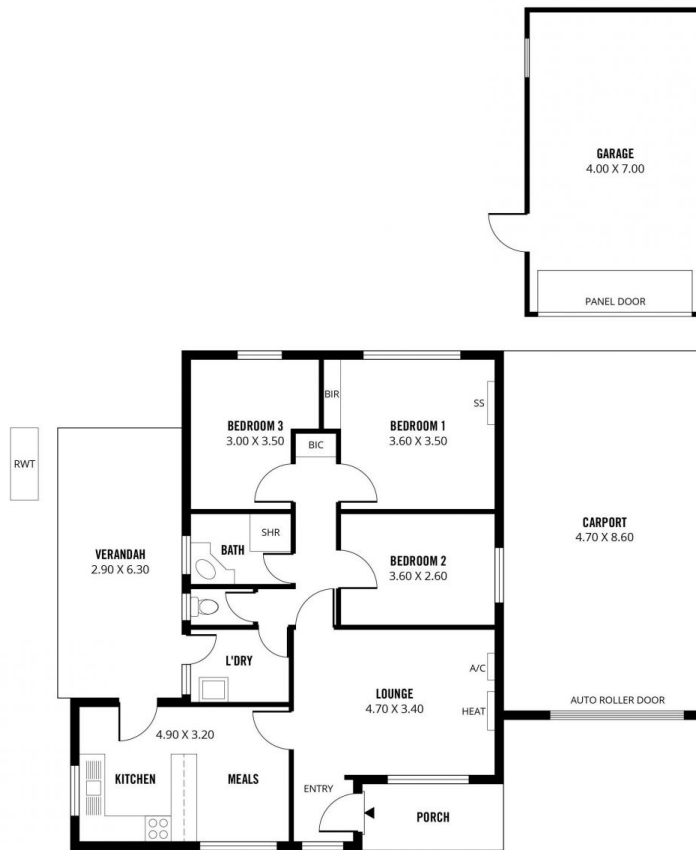 GARAGE
4.00 X 7.00
PANEL DOOR
BIR
BEDROOM 3
3.00 X 3.50
BEDROOM 1
3.60 X 3.50
SS
BIC
RWT
CARPORT
4.70 X 8.60
VERANDAH
2.90 X 6.30
BATH
SHR
BEDROOM 2
3.60 X 2.60
L'DRY
LOUNGE
4.70 X 3.40
A/C
HEAT
AUTO ROLLER DOOR
4.90 X 3.20
KITCHEN
MEALS
ENTRY
PORCH